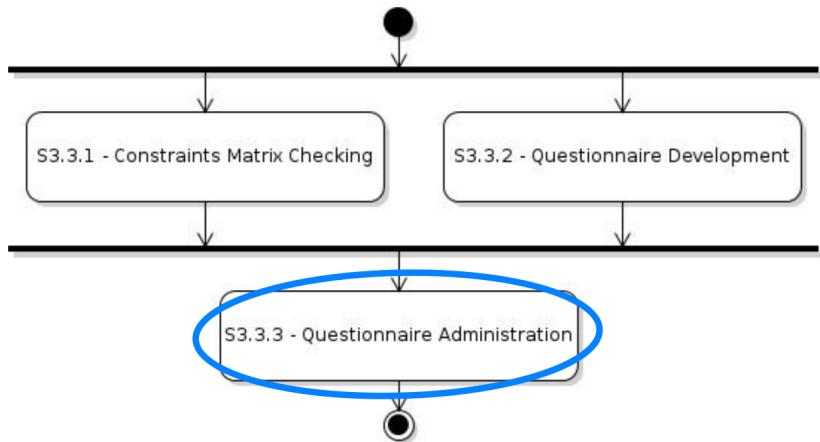 S3.3.1 - Constraints Matrix Checking
S3.3.2 - Questionnaire Development
S3.3.3 - Questionnaire Administration